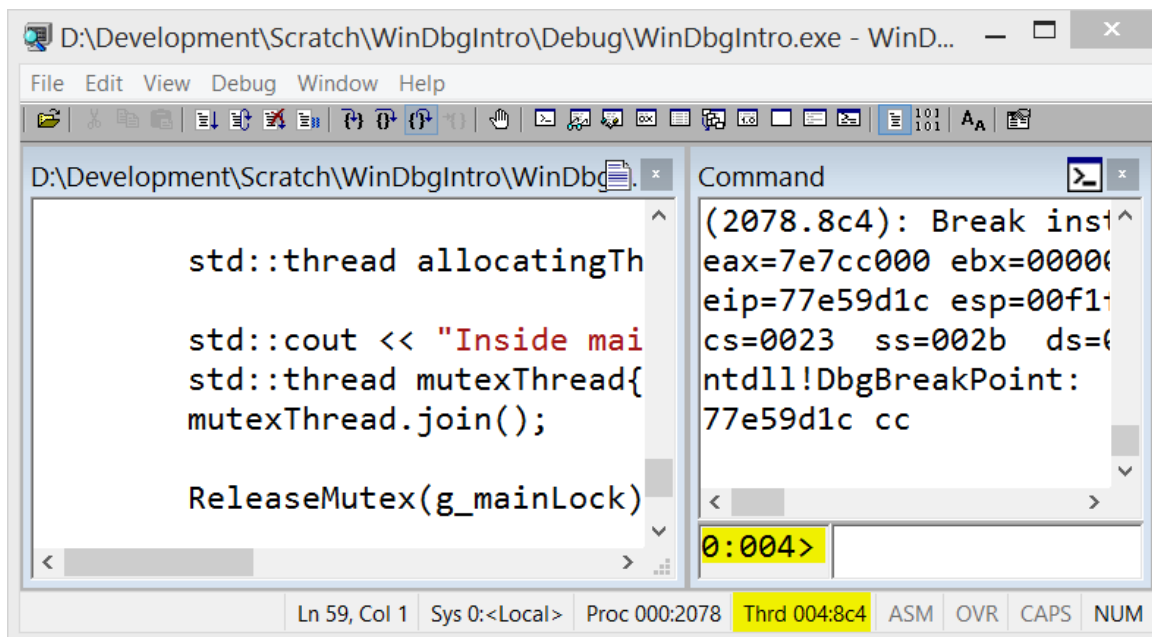 D:\Development\Scratch\WinDbgIntro\Debug\WinDbgIntro.exe - WinD...
File Edit View Debug Window Help
D:\Development\Scratch\WinDbgIntro\WinDbg
std::thread allocatingTh
std::cout << "Inside mai
std::thread mutexThread{
mutexThread.join();
ReleaseMutex(g_mainLock)
Command
(2078.8c4): Break inst
eax=7e7cc000 ebx=00000
eip=77e59d1c esp=00f1f
cs=0023 ss=002b ds=0
ntdll!DbgBreakPoint:
77e59d1c cc
0:004>
Ln 59, Col 1 Sys 0:<Local> Proc 000:2078 Thrd 004:8c4 ASM OVR CAPS NUM